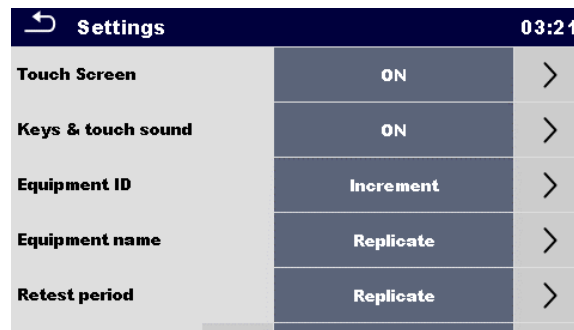 Settings 03:21
Touch Screen ON
Keys & touch sound ON
Equipment ID Increment
Equipment name Replicate
Retest period Replicate